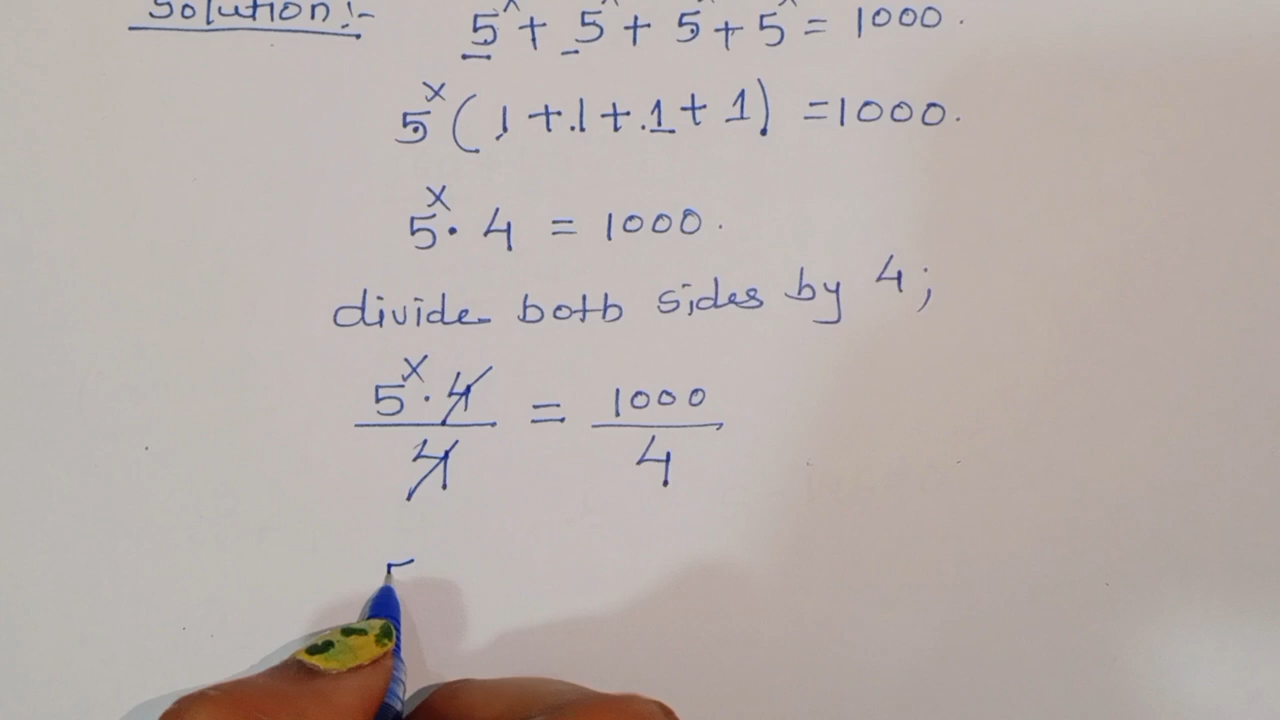 Solution:-
5^x + 5^x + 5^x + 5^x = 1000.
5^x (1 + 1 + 1 + 1) = 1000.
5^x · 4 = 1000.
divide both sides by 4;
5^x · 4 / 4 = 1000 / 4